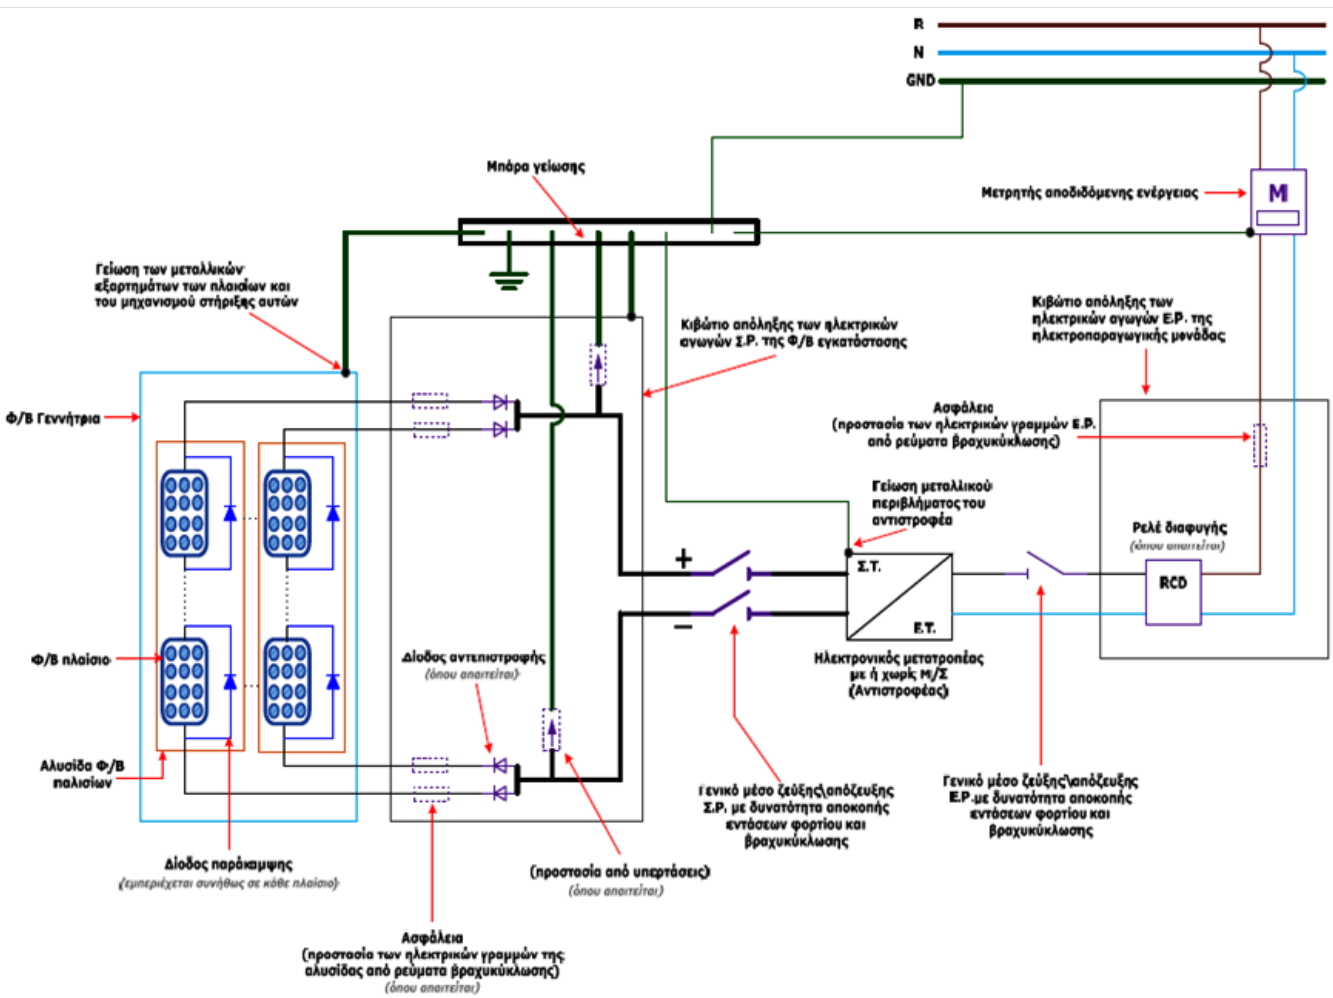 R
N
GND
Μπάρα γείωσης
Μετρητής αποδιδόμενης ενέργειας
M
Γείωση των μεταλλικών
εξαρτημάτων των πλαισίων και
του μηχανισμού στήριξης αυτών
Κιβώτιο απόληξης των
ηλεκτρικών αγωγών Ε.Ρ. της
ηλεκτροπαραγωγικής μονάδας
Κιβώτιο απόληξης των ηλεκτρικών
αγωγών Σ.Ρ. της Φ/Β εγκατάστασης
Φ/Β Γεννήτρια
Ασφάλεια
(προστασία των ηλεκτρικών γραμμών Ε.Ρ.
από ρεύματα βραχυκύκλωσης)
Γείωση μεταλλικού
περιβλήματος του
αντιστροφέα
Ρελέ διαφυγής
(όπου απαιτείται)
+
Σ.Τ.
RCD
–
Ε.Τ.
Φ/Β πλαίσιο
Δίοδος αντεπιστροφής
(όπου απαιτείται)
Ηλεκτρονικός μετατροπέας
με ή χωρίς Μ/Σ
(Αντιστροφέας)
Αλυσίδα Φ/Β
παλισίων
Γενικό μέσο ζεύξης\απόζευξης
Σ.Ρ. με δυνατότητα αποκοπής
εντάσεων φορτίου και
βραχυκύκλωσης
Γενικό μέσο ζεύξης\απόζευξης
Ε.Ρ. με δυνατότητα αποκοπής
εντάσεων φορτίου και
βραχυκύκλωσης
Δίοδος παράκαμψης
(εμπεριέχεται συνήθως σε κάθε πλαίσιο)
(προστασία από υπερτάσεις)
(όπου απαιτείται)
Ασφάλεια
(προστασία των ηλεκτρικών γραμμών της
αλυσίδας από ρεύματα βραχυκύκλωσης)
(όπου απαιτείται)